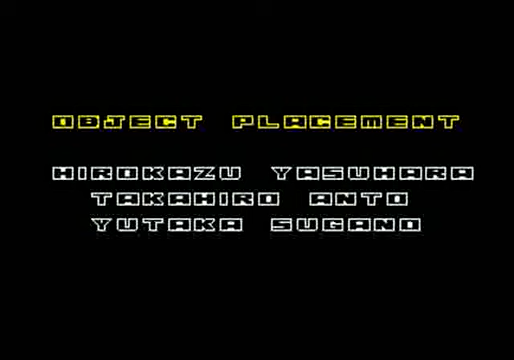 OBJECT PLACEMENT
HIROKAZU YASUHARA
TAKAHIRO ANTO
YUTAKA SUGANO